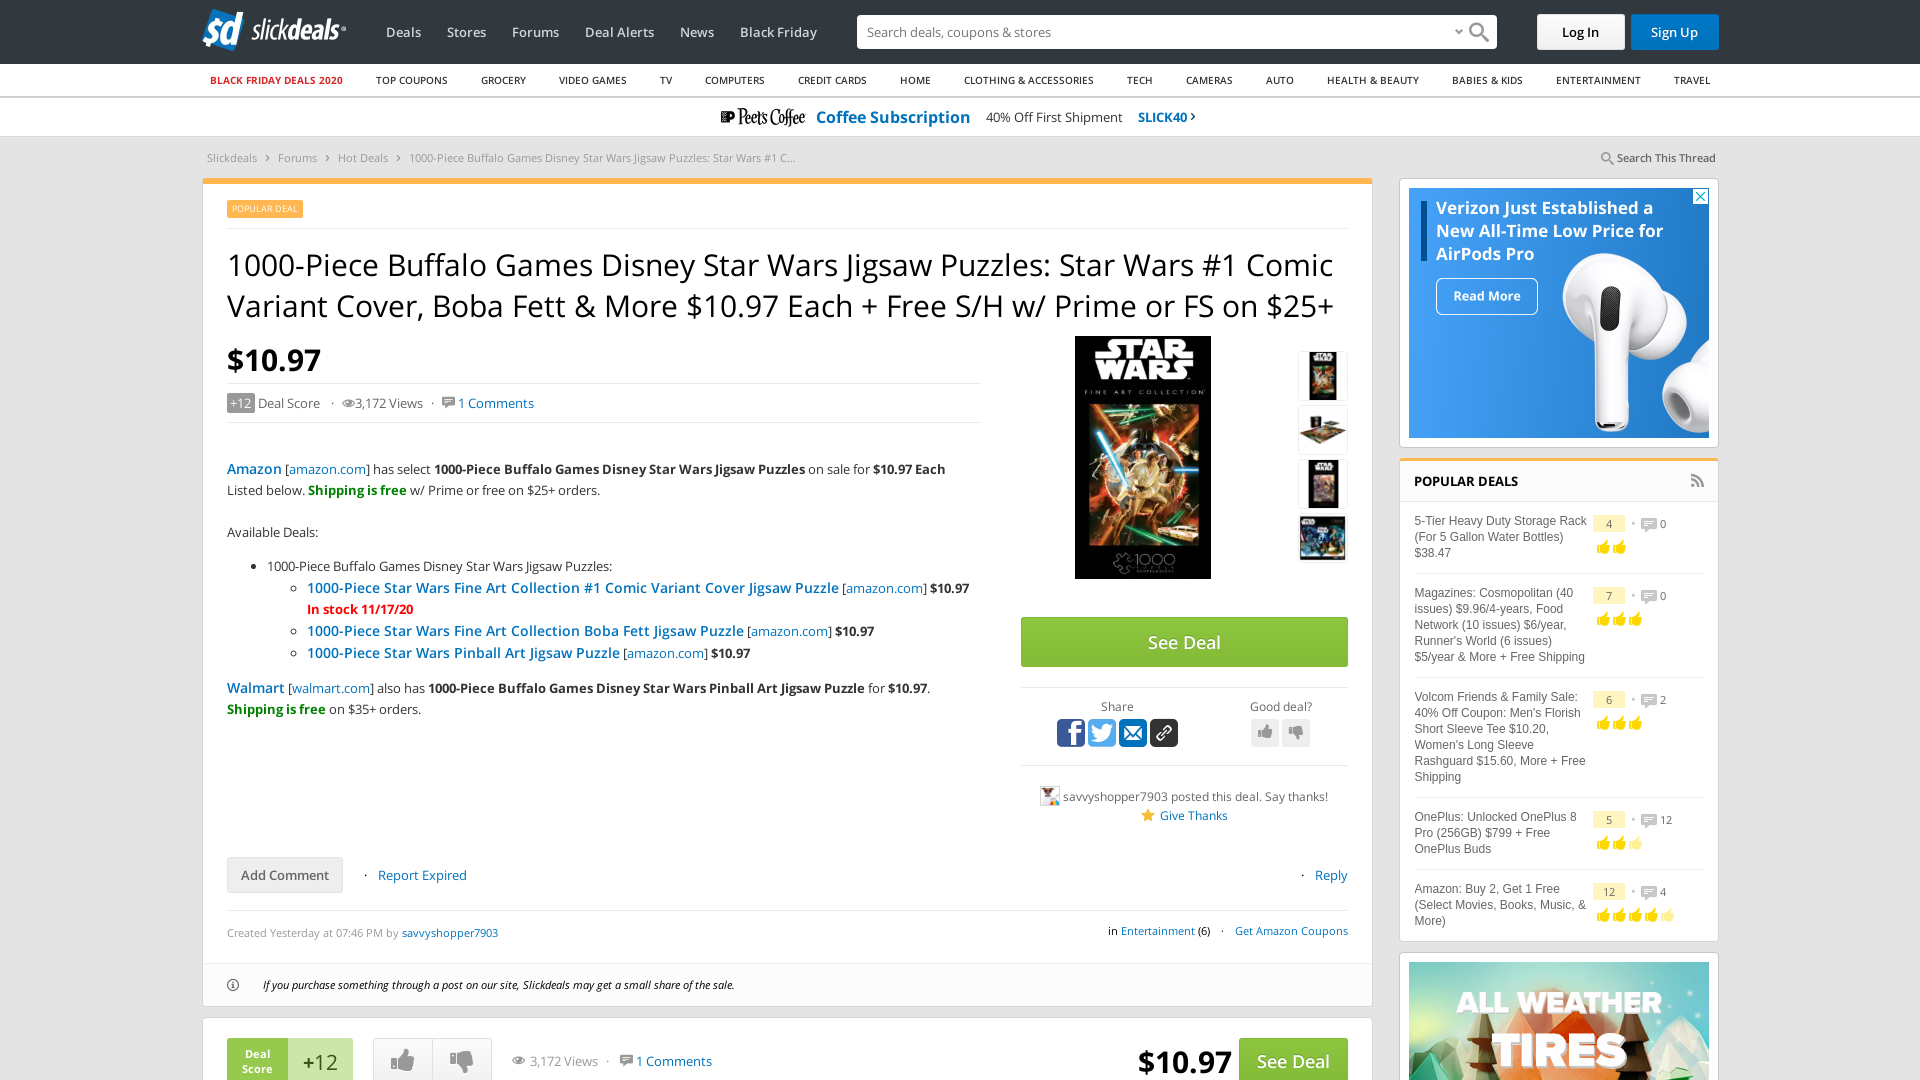 sd slickdeals
Deals Stores Forums Deal Alerts News Black Friday
Search deals, coupons & stores
Log In Sign Up
BLACK FRIDAY DEALS 2020 TOP COUPONS GROCERY VIDEO GAMES TV COMPUTERS CREDIT CARDS HOME CLOTHING & ACCESSORIES TECH CAMERAS AUTO HEALTH & BEAUTY BABIES & KIDS ENTERTAINMENT TRAVEL
Peet's Coffee Coffee Subscription 40% Off First Shipment SLICK40
Slickdeals Forums Hot Deals 1000-Piece Buffalo Games Disney Star Wars Jigsaw Puzzles: Star Wars #1 C...
Search This Thread
POPULAR DEAL
1000-Piece Buffalo Games Disney Star Wars Jigsaw Puzzles: Star Wars #1 Comic
Variant Cover, Boba Fett & More $10.97 Each + Free S/H w/ Prime or FS on $25+
$10.97
+12 Deal Score · 3,172 Views · 1 Comments
Amazon [amazon.com] has select 1000-Piece Buffalo Games Disney Star Wars Jigsaw Puzzles on sale for $10.97 Each
Listed below. Shipping is free w/ Prime or free on $25+ orders.
Available Deals:
1000-Piece Buffalo Games Disney Star Wars Jigsaw Puzzles:
1000-Piece Star Wars Fine Art Collection #1 Comic Variant Cover Jigsaw Puzzle [amazon.com] $10.97
In stock 11/17/20
1000-Piece Star Wars Fine Art Collection Boba Fett Jigsaw Puzzle [amazon.com] $10.97
1000-Piece Star Wars Pinball Art Jigsaw Puzzle [amazon.com] $10.97
Walmart [walmart.com] also has 1000-Piece Buffalo Games Disney Star Wars Pinball Art Jigsaw Puzzle for $10.97.
Shipping is free on $35+ orders.
STAR
WARS
FINE ART COLLECTION
1000
See Deal
Share
Good deal?
savvyshopper7903 posted this deal. Say thanks!
Give Thanks
Add Comment · Report Expired
· Reply
Created Yesterday at 07:46 PM by savvyshopper7903
in Entertainment (6) · Get Amazon Coupons
If you purchase something through a post on our site, Slickdeals may get a small share of the sale.
Deal
Score
+12
3,172 Views · 1 Comments
$10.97 See Deal
Verizon Just Established a
New All-Time Low Price for
AirPods Pro
Read More
POPULAR DEALS
5-Tier Heavy Duty Storage Rack
(For 5 Gallon Water Bottles)
$38.47
4 · 0
Magazines: Cosmopolitan (40
issues) $9.96/4-years, Food
Network (10 issues) $6/year,
Runner's World (6 issues)
$5/year & More + Free Shipping
7 · 0
Volcom Friends & Family Sale:
40% Off Coupon: Men's Florish
Short Sleeve Tee $10.20,
Women's Long Sleeve
Rashguard $15.60, More + Free
Shipping
6 · 2
OnePlus: Unlocked OnePlus 8
Pro (256GB) $799 + Free
OnePlus Buds
5 · 12
Amazon: Buy 2, Get 1 Free
(Select Movies, Books, Music, &
More)
12 · 4
ALL WEATHER
TIRES